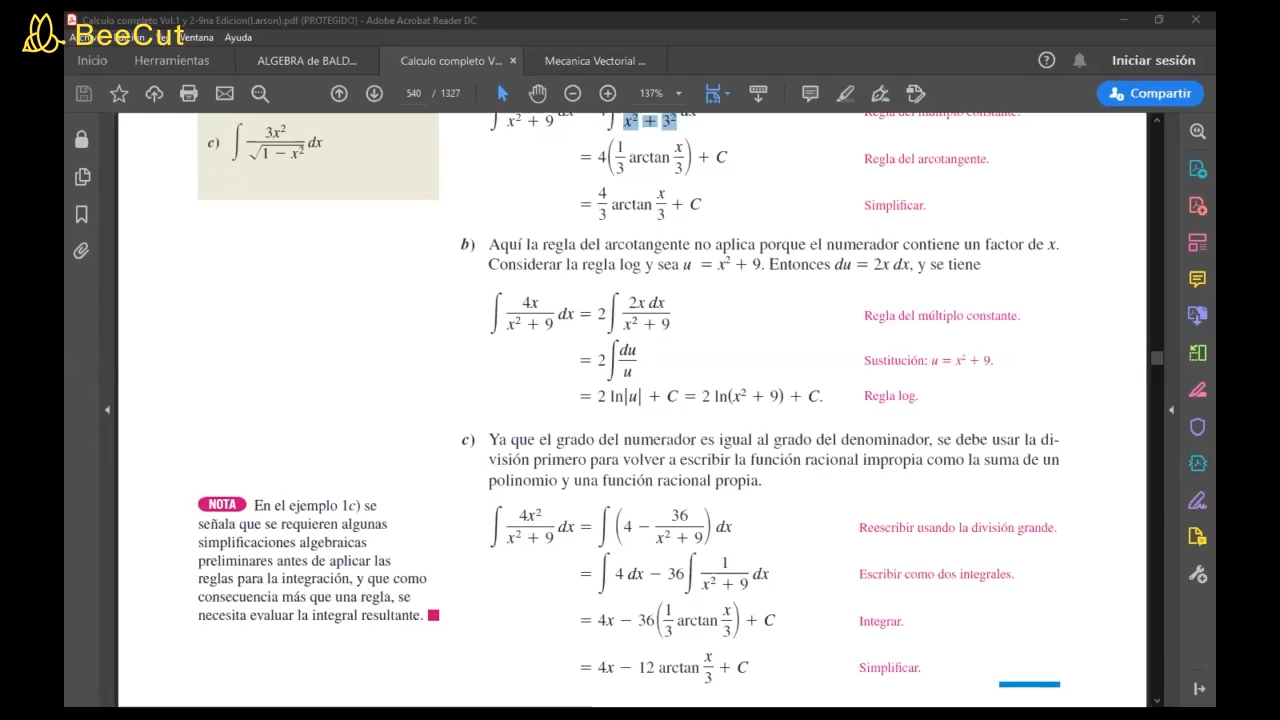 BeeCut
Calculo completo Vol.1 y 2-9na Edicion(Larson).pdf (PROTEGIDO) - Adobe Acrobat Reader DC
Ventana Ayuda
Inicio Herramientas ALGEBRA de BALD... Calculo completo V... × Mecanica Vectorial ... Iniciar sesión
540 / 1327 137% Compartir
c) ∫ 3x²/√(1 − x²) dx
∫ x² + 9 dx ∫ x² + 3² dx Regla del múltiplo constante.
= 4(1/3 arctan x/3) + C Regla del arcotangente.
= 4/3 arctan x/3 + C Simplificar.
b) Aquí la regla del arcotangente no aplica porque el numerador contiene un factor de x.
Considerar la regla log y sea u = x² + 9. Entonces du = 2x dx, y se tiene
∫ 4x/(x² + 9) dx = 2∫ 2x dx/(x² + 9) Regla del múltiplo constante.
= 2∫ du/u Sustitución: u = x² + 9.
= 2 ln|u| + C = 2 ln(x² + 9) + C. Regla log.
c) Ya que el grado del numerador es igual al grado del denominador, se debe usar la di-
visión primero para volver a escribir la función racional impropia como la suma de un
polinomio y una función racional propia.
NOTA En el ejemplo 1c) se
señala que se requieren algunas
simplificaciones algebraicas
preliminares antes de aplicar las
reglas para la integración, y que como
consecuencia más que una regla, se
necesita evaluar la integral resultante.
∫ 4x²/(x² + 9) dx = ∫ (4 − 36/(x² + 9)) dx Reescribir usando la división grande.
= ∫ 4 dx − 36∫ 1/(x² + 9) dx Escribir como dos integrales.
= 4x − 36(1/3 arctan x/3) + C Integrar.
= 4x − 12 arctan x/3 + C Simplificar.